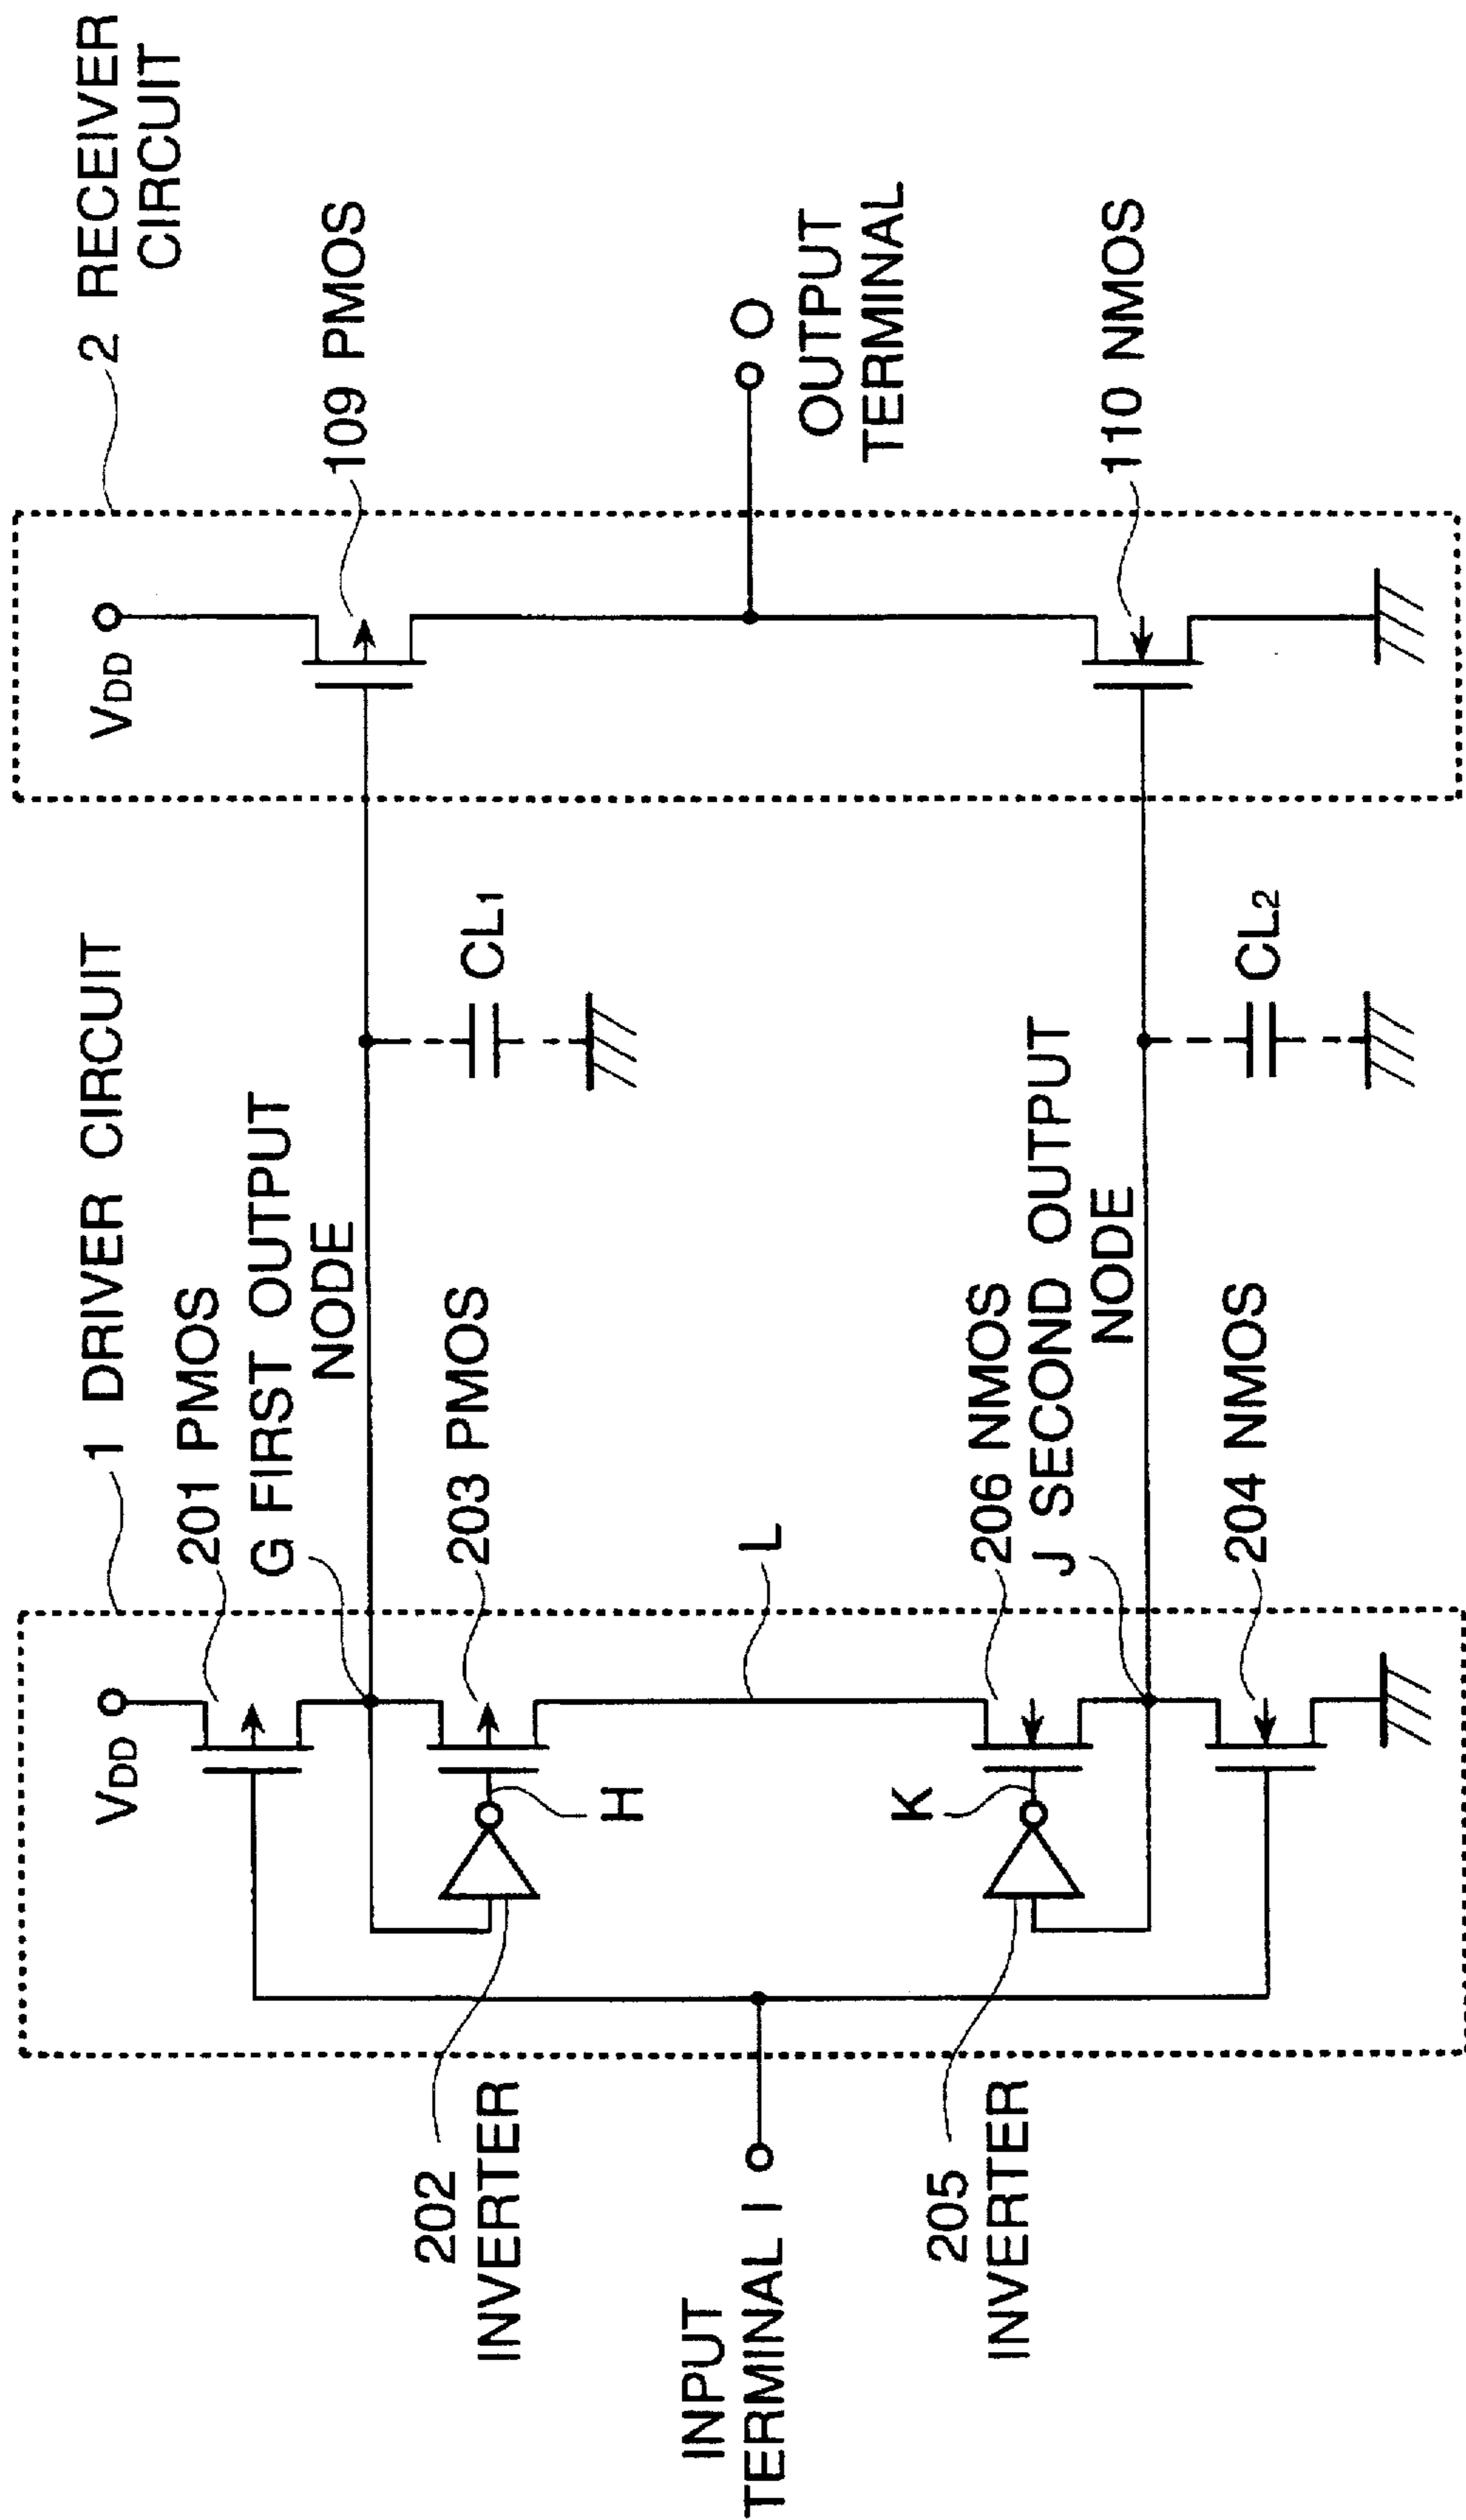 1 DRIVER CIRCUIT
2 RECEIVER
CIRCUIT
VDD
201 PMOS
G FIRST OUTPUT
NODE
203 PMOS
H
L
K
206 NMOS
J SECOND OUTPUT
NODE
204 NMOS
202
INVERTER
INPUT
TERMINAL I
205
INVERTER
CL1
CL2
VDD
109 PMOS
O
OUTPUT
TERMINAL
110 NMOS